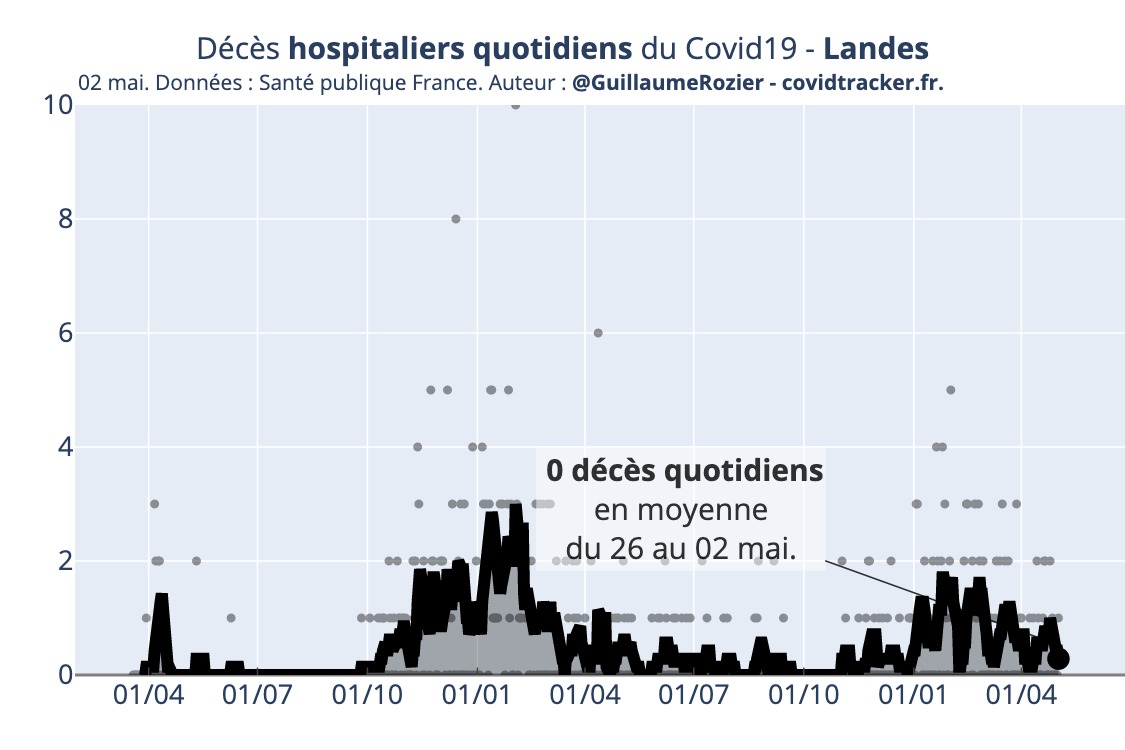 Décès hospitaliers quotidiens du Covid19 - Landes
02 mai. Données : Santé publique France. Auteur : @GuillaumeRozier - covidtracker.fr.
10
8
6
4
2
0
0 décès quotidiens
en moyenne
du 26 au 02 mai.
01/04 01/07 01/10 01/01 01/04 01/07 01/10 01/01 01/04